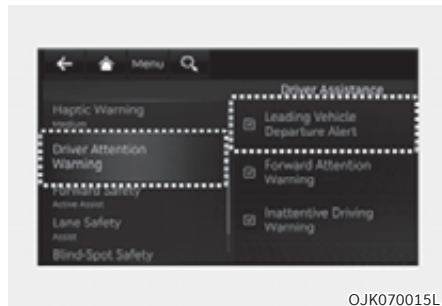 Menu
Driver Assistance
Haptic Warning
Medium
Driver Attention
Warning
Forward Safety
Active Assist
Lane Safety
Assist
Blind-Spot Safety
Leading Vehicle
Departure Alert
Forward Attention
Warning
Inattentive Driving
Warning
OJK070015L